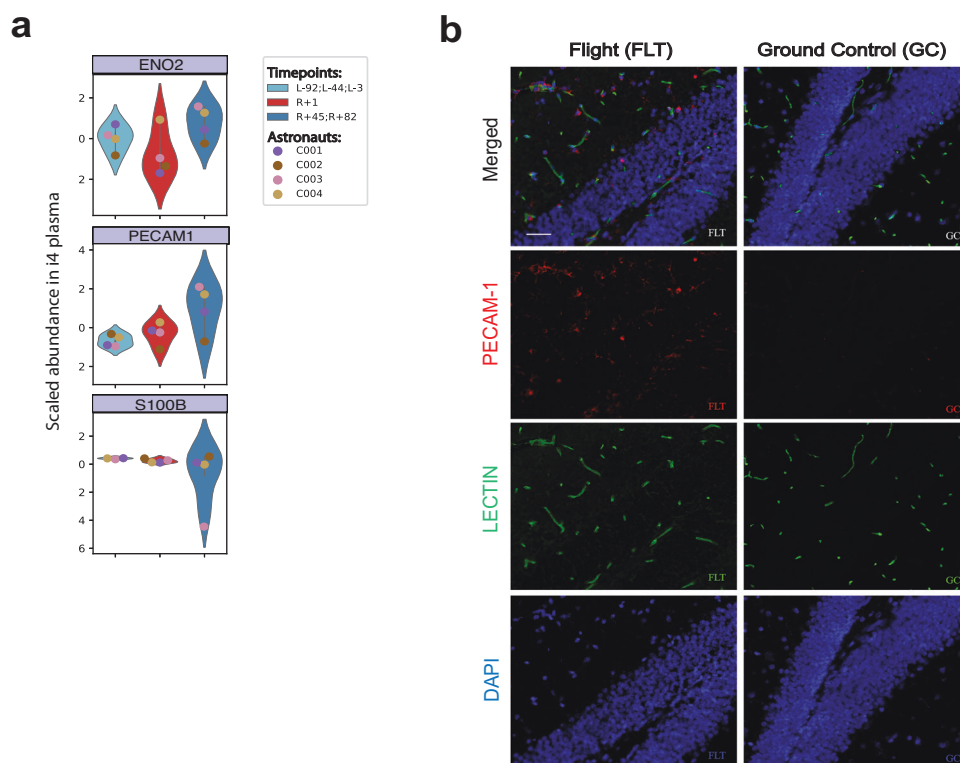 a
ENO2
2
0
2
PECAM1
4
2
0
2
S100B
2
0
2
4
6
Scaled abundance in i4 plasma
Timepoints:
L-92;L-44;L-3
R+1
R+45;R+82
Astronauts:
C001
C002
C003
C004
b
Flight (FLT)
Ground Control (GC)
Merged
FLT
GC
PECAM-1
FLT
GC
LECTIN
FLT
GC
DAPI
FLT
GC